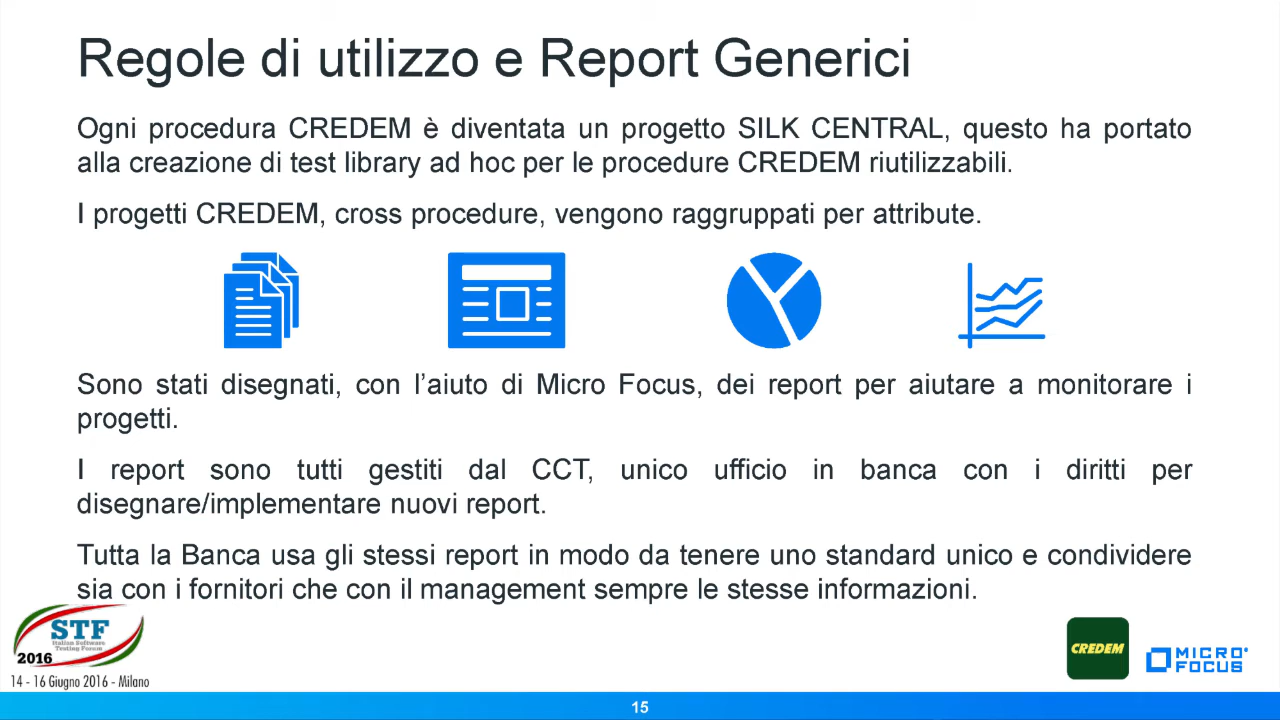 Regole di utilizzo e Report Generici
Ogni procedura CREDEM è diventata un progetto SILK CENTRAL, questo ha portato
alla creazione di test library ad hoc per le procedure CREDEM riutilizzabili.
I progetti CREDEM, cross procedure, vengono raggruppati per attribute.
Sono stati disegnati, con l’aiuto di Micro Focus, dei report per aiutare a monitorare i
progetti.
I report sono tutti gestiti dal CCT, unico ufficio in banca con i diritti per
disegnare/implementare nuovi report.
Tutta la Banca usa gli stessi report in modo da tenere uno standard unico e condividere
sia con i fornitori che con il management sempre le stesse informazioni.
STF
Italian Software
Testing Forum
2016
14 - 16 Giugno 2016 - Milano
CREDEM
MICRO
FOCUS
15